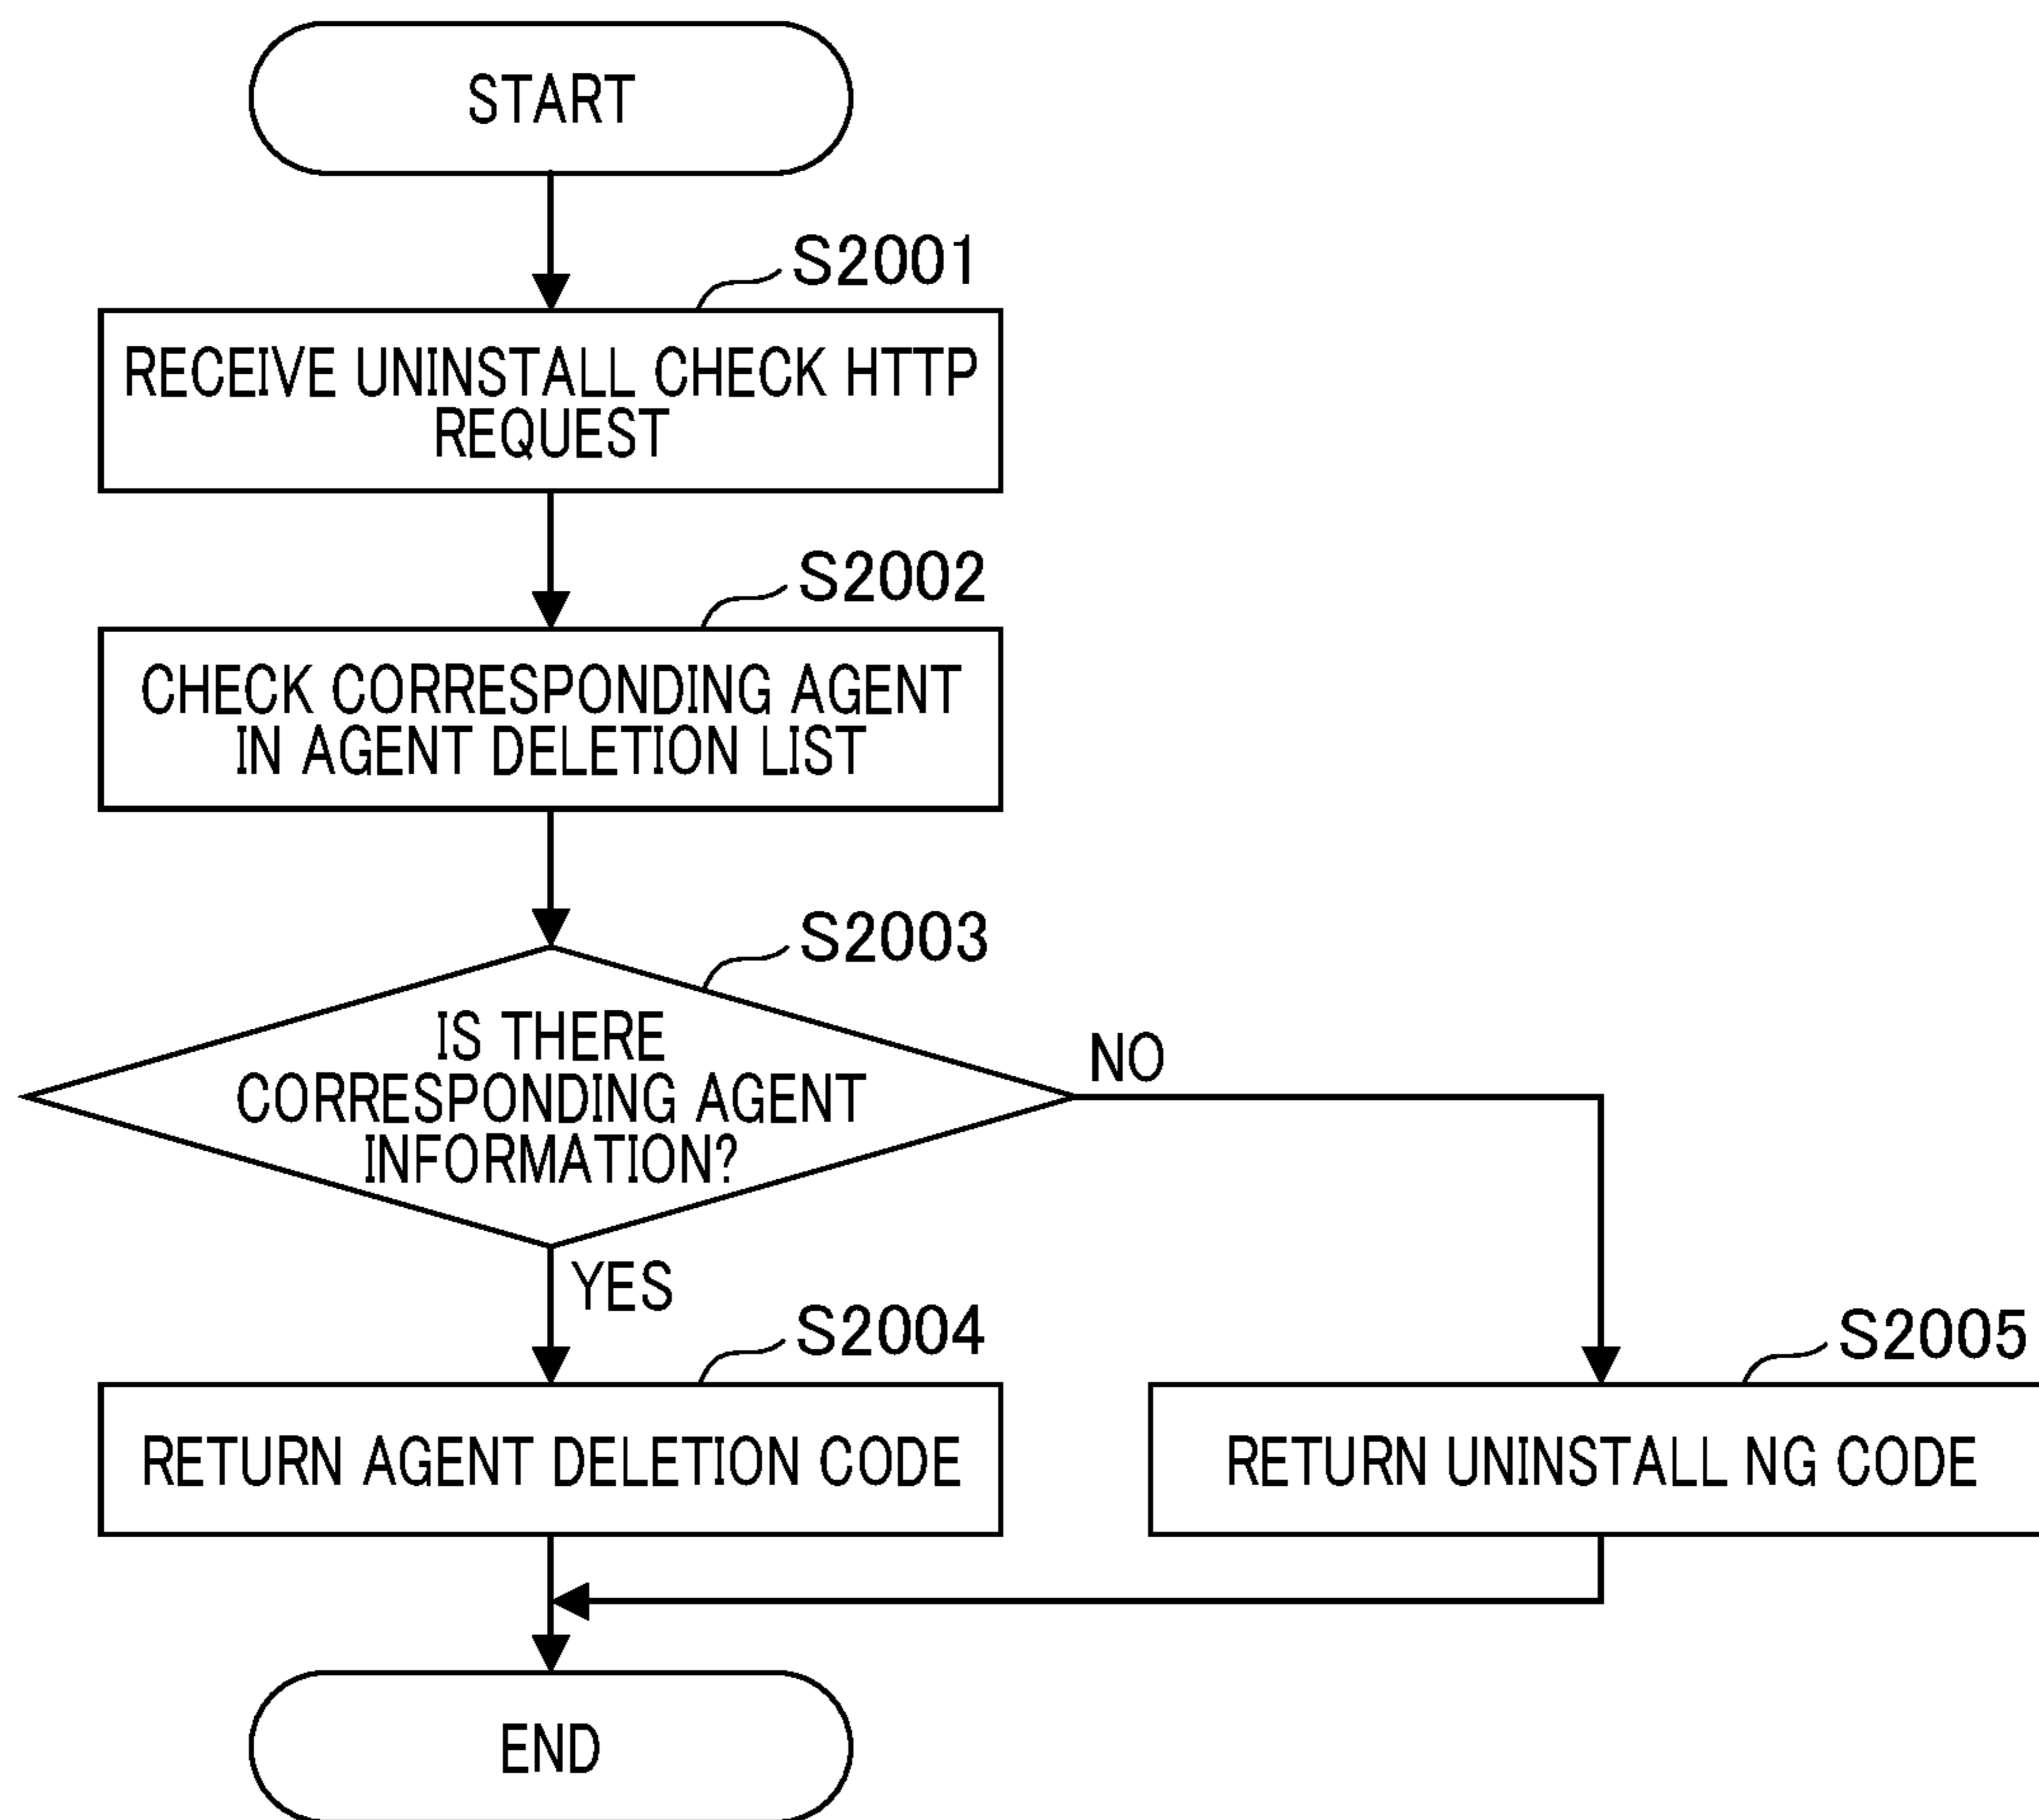 START
S2001
RECEIVE UNINSTALL CHECK HTTP
REQUEST
S2002
CHECK CORRESPONDING AGENT
IN AGENT DELETION LIST
S2003
IS THERE
CORRESPONDING AGENT
INFORMATION?
NO
YES
S2004
RETURN AGENT DELETION CODE
S2005
RETURN UNINSTALL NG CODE
END